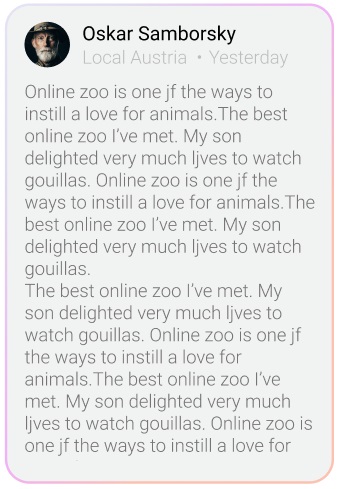 Oskar Samborsky
Local Austria • Yesterday
Online zoo is one jf the ways to
instill a love for animals.The best
online zoo I’ve met. My son
delighted very much ljves to watch
gouillas. Online zoo is one jf the
ways to instill a love for animals.The
best online zoo I’ve met. My son
delighted very much ljves to watch
gouillas.
The best online zoo I’ve met. My
son delighted very much ljves to
watch gouillas. Online zoo is one jf
the ways to instill a love for
animals.The best online zoo I’ve
met. My son delighted very much
ljves to watch gouillas. Online zoo is
one jf the ways to instill a love for